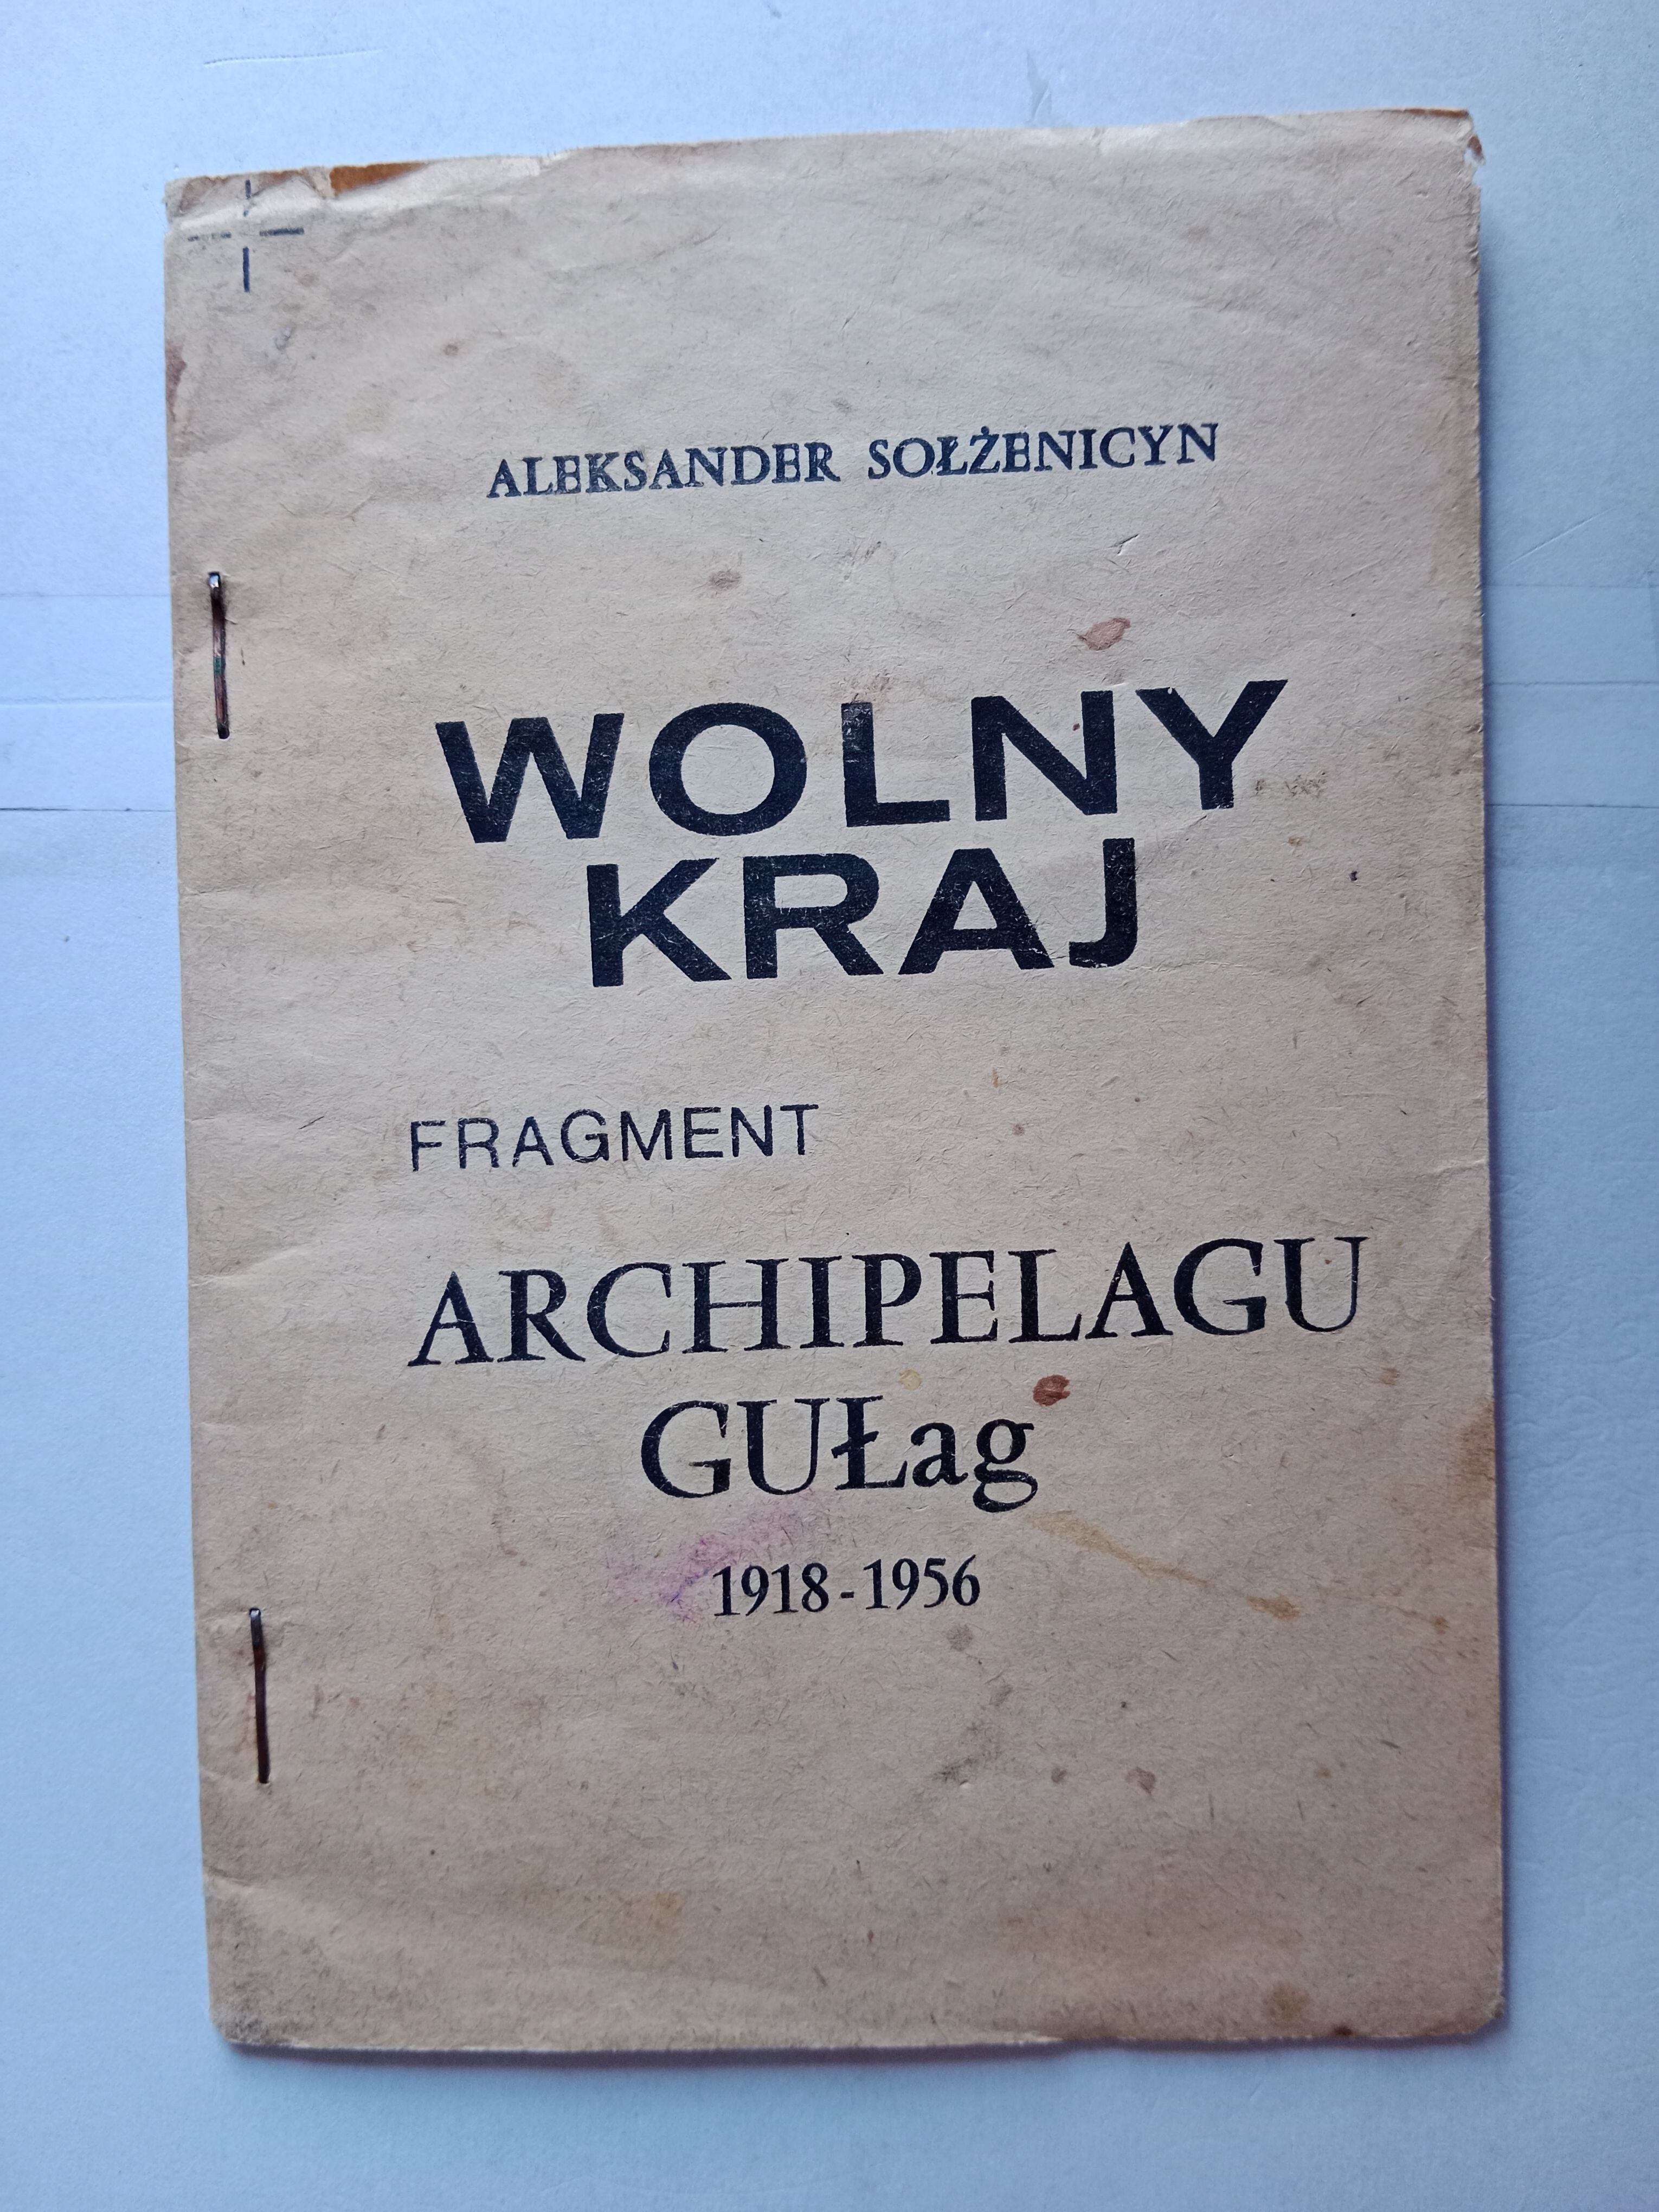 ALEKSANDER SOŁŻENICYN
WOLNY
KRAJ
FRAGMENT
ARCHIPELAGU
GUŁag
1918-1956